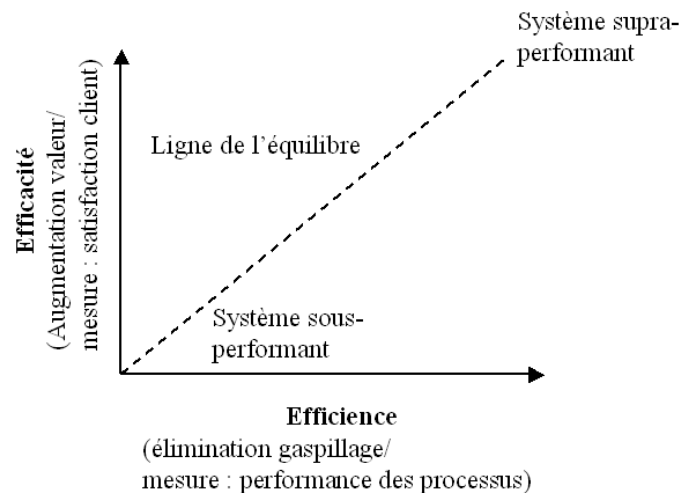 Système supra-
performant
Ligne de l’équilibre
Efficacité
(Augmentation valeur/
mesure : satisfaction client)
Système sous-
performant
Efficience
(élimination gaspillage/
mesure : performance des processus)